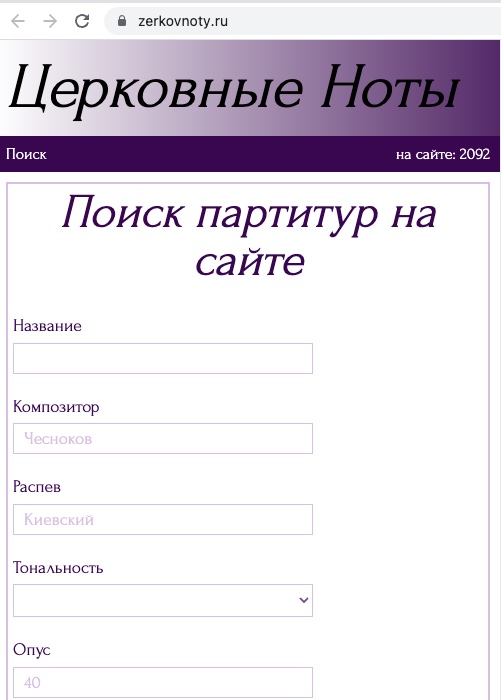 zerkovnoty.ru
Церковные Ноты
Поиск на сайте: 2092
Поиск партитур на
сайте
Название
Композитор
Чесноков
Распев
Киевский
Тональность
Опус
40